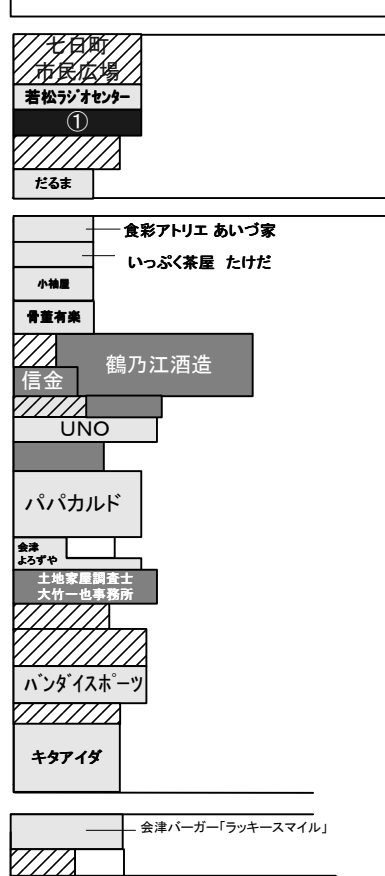 七日町
市民広場
若松ラジオセンター
①
だるま
食彩アトリエ あいづ家
いっぷく茶屋 たけだ
小袖屋
骨董有楽
鶴乃江酒造
信金
UNO
パパカルド
会津
よろずや
土地家屋調査士
大竹一也事務所
バンダイスポーツ
キタアイダ
会津バーガー「ラッキースマイル」